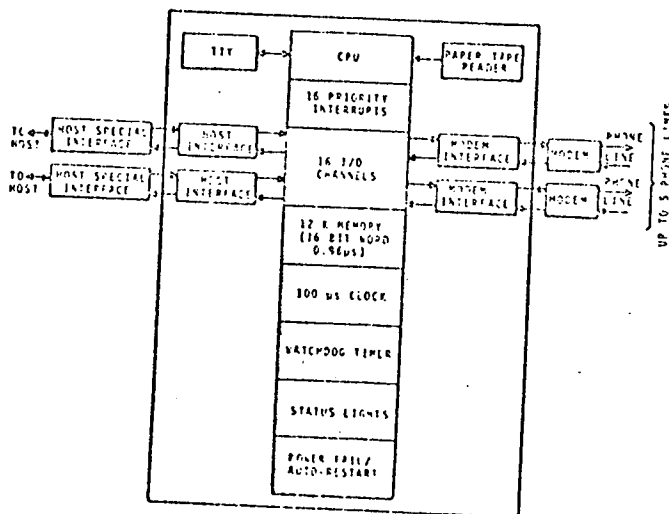 TTY
CPU
PAPER TAPE
READER
16 PRIORITY
INTERRUPTS
TO
HOST
HOST SPECIAL
INTERFACE
HOST
INTERFACE
16 I/O
CHANNELS
MODEM
INTERFACE
MODEM
PHONE
LINE
TO
HOST
HOST SPECIAL
INTERFACE
HOST
INTERFACE
MODEM
INTERFACE
MODEM
PHONE
LINE
UP TO 5 PHONE LINES
12 K MEMORY
[16 BIT WORD
0.96µs]
100 µs CLOCK
WATCHDOG TIMER
STATUS LIGHTS
POWER FAIL/
AUTO-RESTART